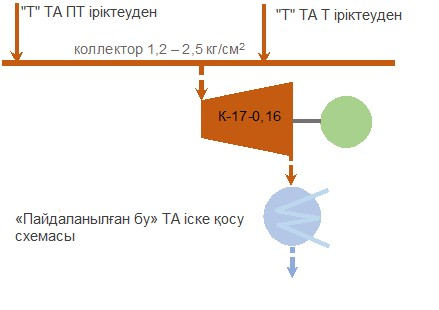 "Т" ТА ПТ іріктеуден
"Т" ТА Т іріктеуден
коллектор 1,2 – 2,5 кг/см²
К-17-0,16
«Пайдаланылған бу» ТА іске қосу
схемасы